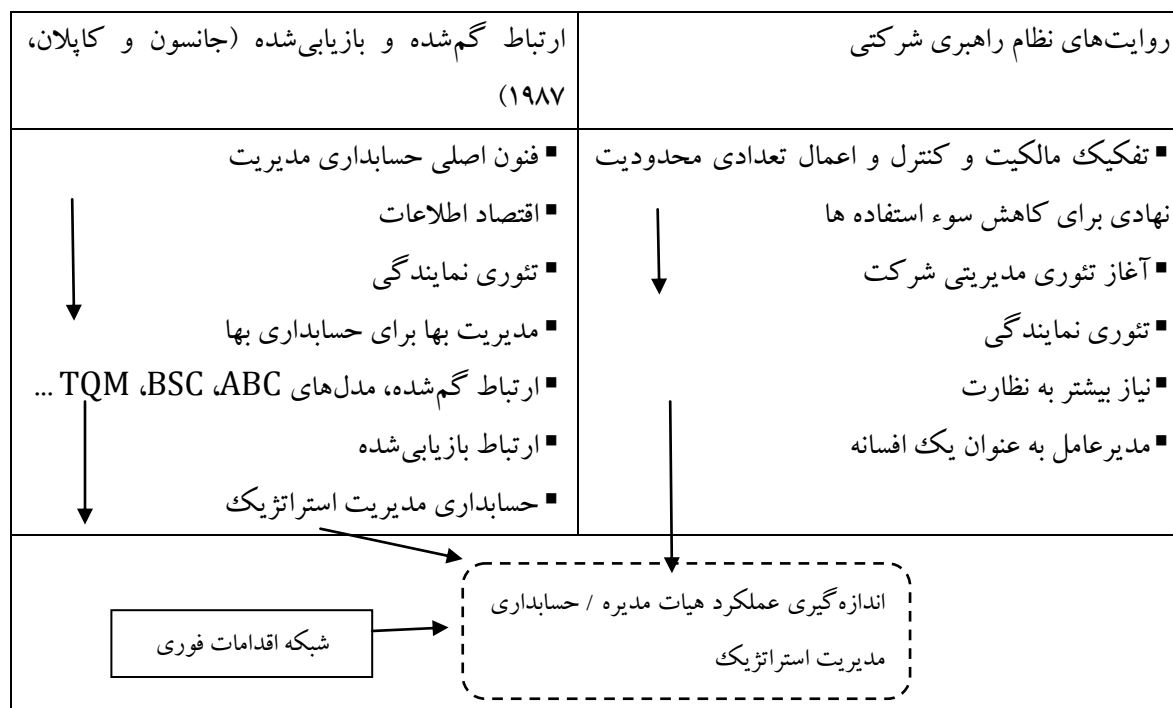 روایت‌های نظام راهبری شرکتی
ارتباط گم‌شده و بازیابی‌شده (جانسون و کاپلان،
۱۹۸۷)
▪ تفکیک مالکیت و کنترل و اعمال تعدادی محدودیت
نهادی برای کاهش سوء استفاده ها
▪ آغاز تئوری مدیریتی شرکت
▪ تئوری نمایندگی
▪ نیاز بیشتر به نظارت
▪ مدیرعامل به عنوان یک افسانه
▪ فنون اصلی حسابداری مدیریت
▪ اقتصاد اطلاعات
▪ تئوری نمایندگی
▪ مدیریت بها برای حسابداری بها
▪ ارتباط گم‌شده، مدل‌های ABC، BSC، TQM ...
▪ ارتباط بازیابی‌شده
▪ حسابداری مدیریت استراتژیک
اندازه‌گیری عملکرد هیات مدیره / حسابداری
مدیریت استراتژیک
شبکه اقدامات فوری